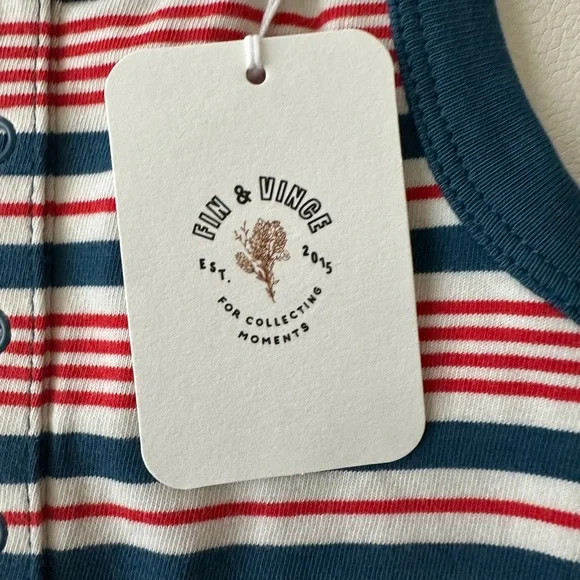 FIN & VINCE
EST. 2015
FOR COLLECTING
MOMENTS